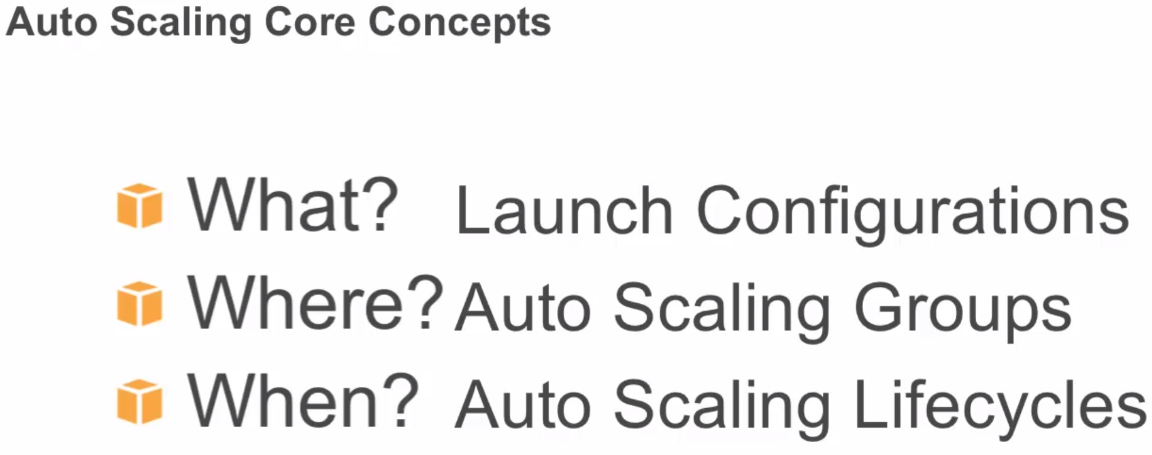 Auto Scaling Core Concepts
What? Launch Configurations
Where? Auto Scaling Groups
When? Auto Scaling Lifecycles